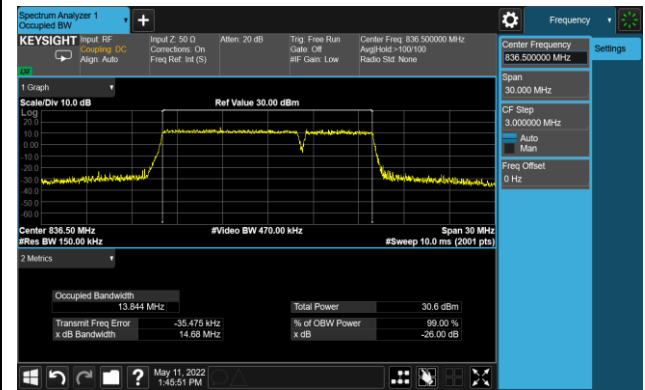 Spectrum Analyzer 1
Occupied BW
+
Frequency
KEYSIGHT
Input: RF
Coupling: DC
Align: Auto
Input Z: 50 Ω
Corrections: On
Freq Ref: Int (S)
Atten: 20 dB
Trig: Free Run
Gate: Off
#IF Gain: Low
Center Freq: 836.500000 MHz
Avg|Hold:>100/100
Radio Std: None
Center Frequency
836.500000 MHz
Settings
Span
30.000 MHz
CF Step
3.000000 MHz
Auto
Man
Freq Offset
0 Hz
1 Graph
Scale/Div 10.0 dB
Ref Value 30.00 dBm
Log
20.0
10.0
0.00
-10.0
-20.0
-30.0
-40.0
-50.0
-60.0
Center 836.50 MHz
#Video BW 470.00 kHz
Span 30 MHz
#Res BW 150.00 kHz
#Sweep 10.0 ms (2001 pts)
2 Metrics
Occupied Bandwidth
13.844 MHz
Total Power 30.6 dBm
Transmit Freq Error -35.475 kHz
% of OBW Power 99.00 %
x dB Bandwidth 14.68 MHz
x dB -26.00 dB
?
May 11, 2022
1:45:51 PM